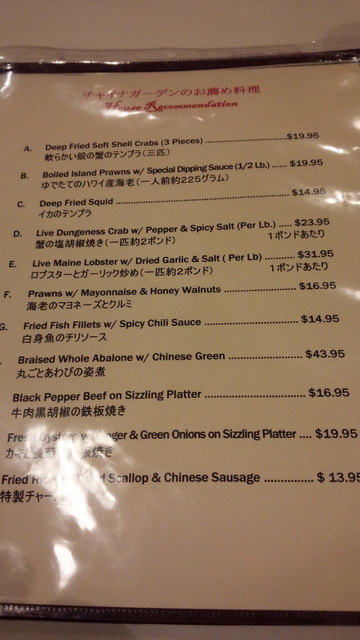 チャイナガーデンのお薦め料理
House Recommendation
A. Deep Fried Soft Shell Crabs (3 Pieces) ........ $19.95
軟らかい殻の蟹のテンプラ(三匹)
B. Boiled Island Prawns w/ Special Dipping Sauce (1/2 Lb.) ..... $19.95
ゆでたてのハワイ産海老(一人前約225グラム)
C. Deep Fried Squid ........ $14.95
イカのテンプラ
D. Live Dungeness Crab w/ Pepper & Spicy Salt (Per Lb.) ..... $23.95
蟹の塩胡椒焼き(一匹約2ポンド) 1ポンドあたり
E. Live Maine Lobster w/ Dried Garlic & Salt ( Per Lb) ........ $31.95
ロブスターとガーリック炒め(一匹約2ポンド) 1ポンドあたり
F. Prawns w/ Mayonnaise & Honey Walnuts ........ $16.95
海老のマヨネーズとクルミ
G. Fried Fish Fillets w/ Spicy Chili Sauce ........ $14.95
白身魚のチリソース
Braised Whole Abalone w/ Chinese Green ........ $43.95
丸ごとあわびの姿煮
Black Pepper Beef on Sizzling Platter ........ $16.95
牛肉黒胡椒の鉄板焼き
Fresh Oysters w/ Ginger & Green Onions on Sizzling Platter .... $19.95
焼き
Fried Scallop & Chinese Sausage .............. $ 13.95
特製チャー